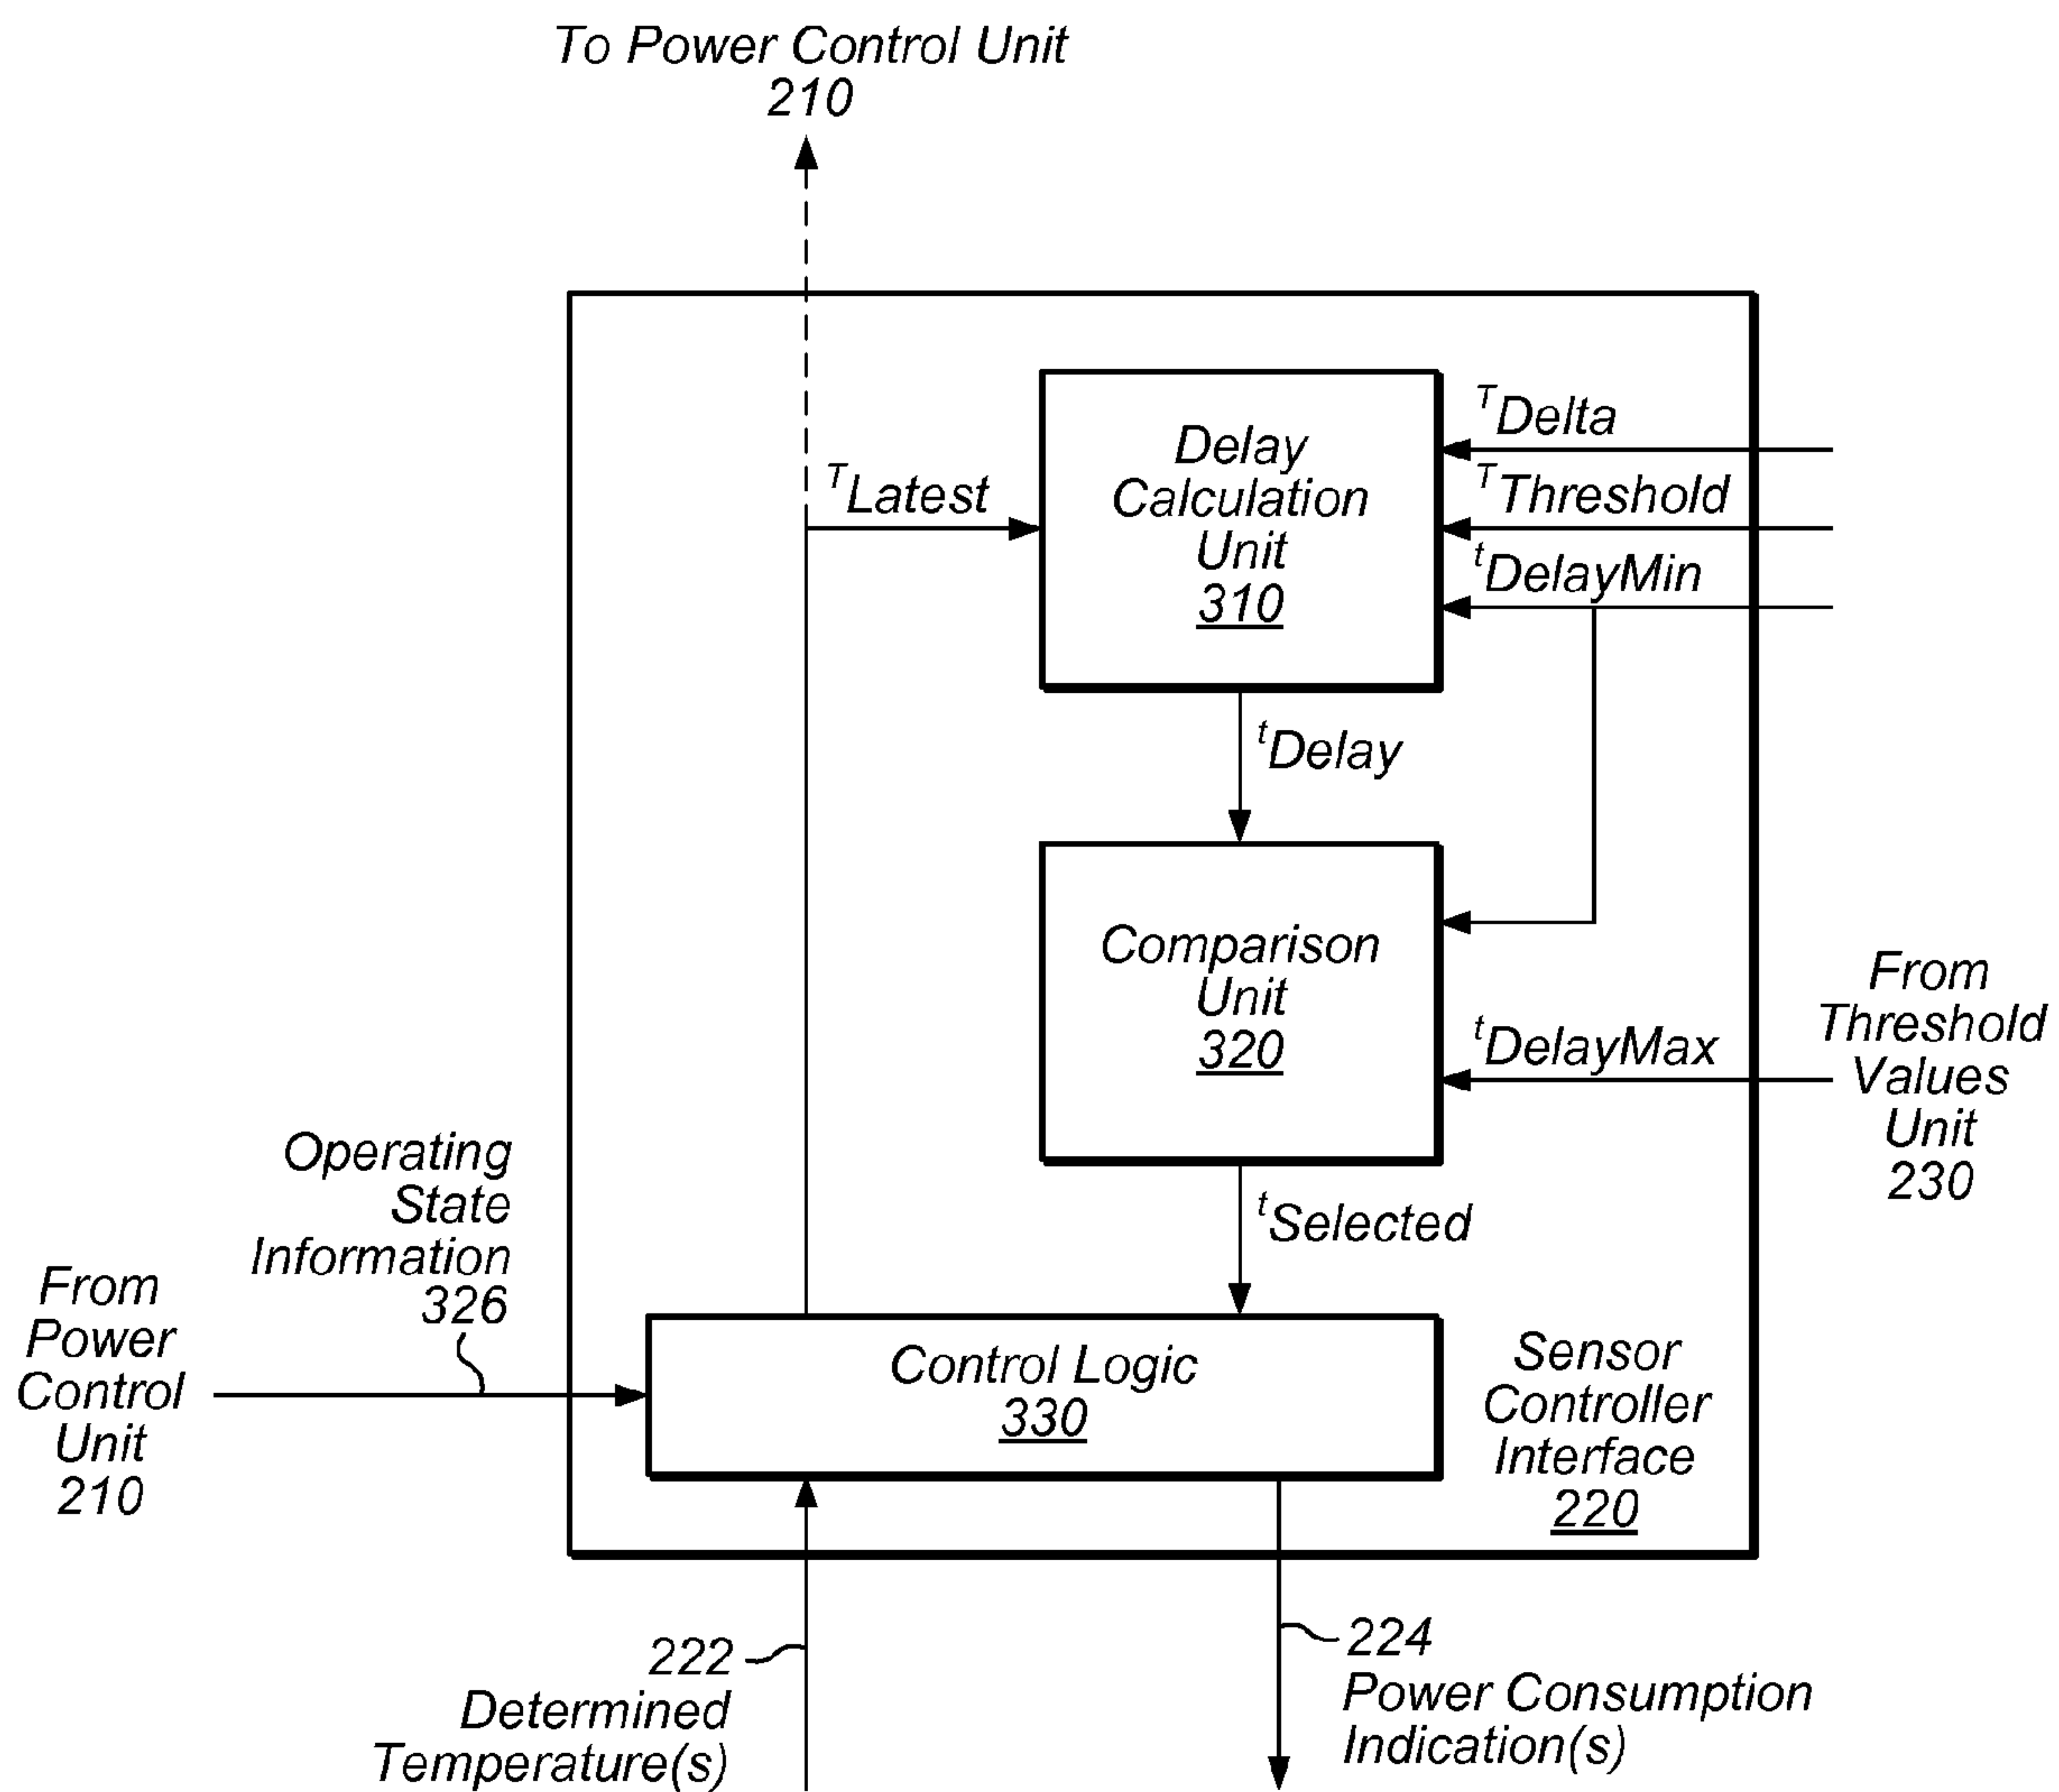 To Power Control Unit
210
TDelta
Delay
Calculation
Unit
310
TLatest
TThreshold
tDelayMin
tDelay
Comparison
Unit
320
From
Threshold
Values
Unit
230
tDelayMax
Operating
State
Information
326
tSelected
From
Power
Control
Unit
210
Control Logic
330
Sensor
Controller
Interface
220
222
Determined
Temperature(s)
224
Power Consumption
Indication(s)